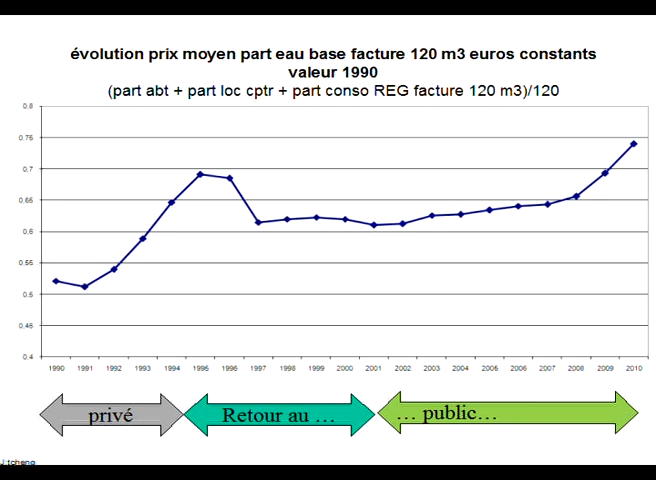 évolution prix moyen part eau base facture 120 m3 euros constants
valeur 1990
(part abt + part loc cptr + part conso REG facture 120 m3)/120
0.8
0.75
0.7
0.65
0.6
0.55
0.5
0.45
0.4
1990 1991 1992 1993 1994 1995 1996 1997 1998 1999 2000 2001 2002 2003 2004 2005 2006 2007 2008 2009 2010
privé Retour au … … public…
J.tcheng